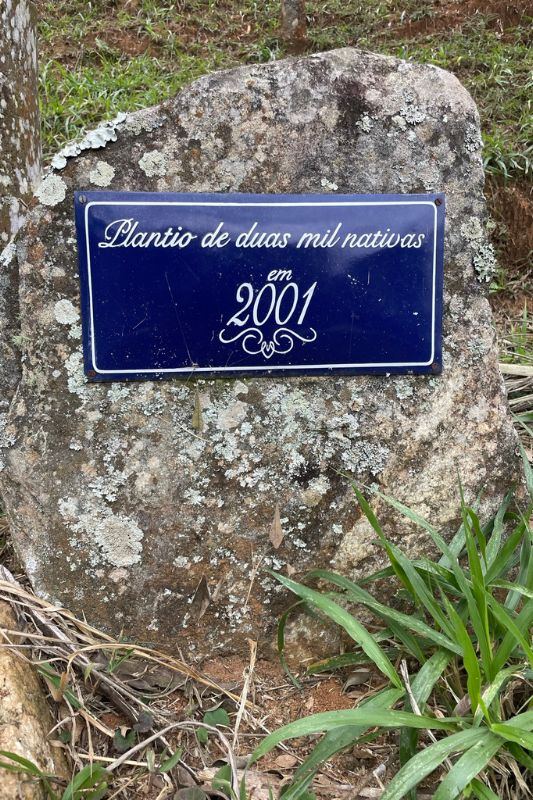 Plantio de duas mil nativas
em
2001